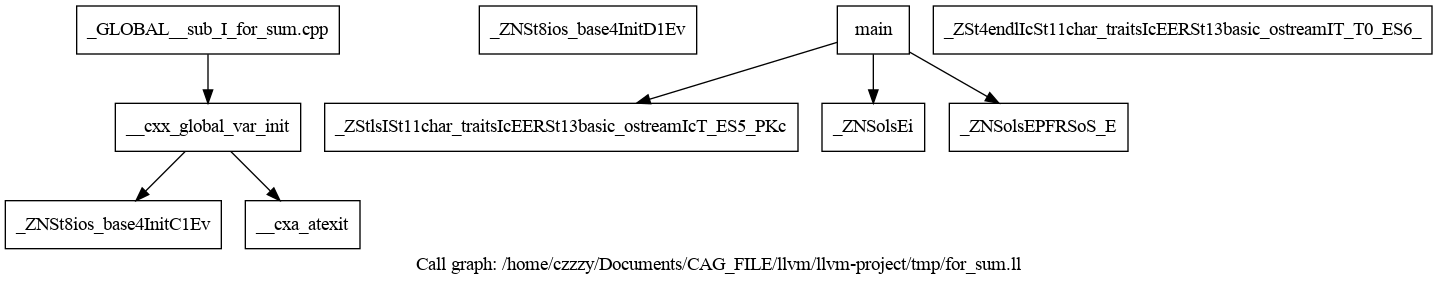 _GLOBAL__sub_I_for_sum.cpp
_ZNSt8ios_base4InitD1Ev
main
_ZSt4endlIcSt11char_traitsIcEERSt13basic_ostreamIT_T0_ES6_
__cxx_global_var_init
_ZStlsISt11char_traitsIcEERSt13basic_ostreamIcT_ES5_PKc
_ZNSolsEi
_ZNSolsEPFRSoS_E
_ZNSt8ios_base4InitC1Ev
__cxa_atexit
Call graph: /home/czzzy/Documents/CAG_FILE/llvm/llvm-project/tmp/for_sum.ll